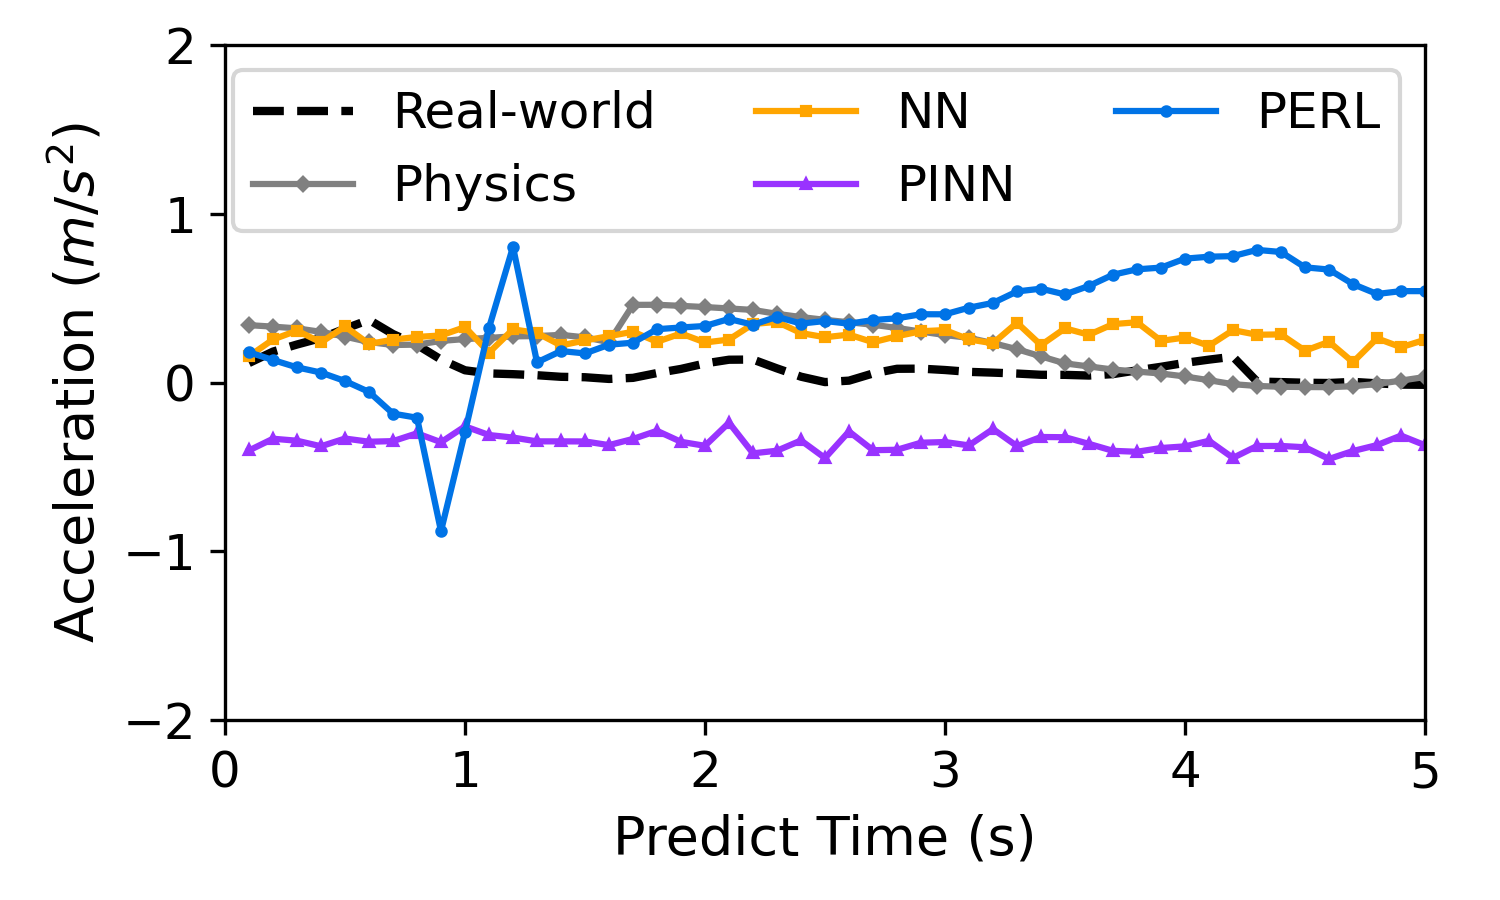 2
1
0
−1
−2
Acceleration (m/s²)
Real-world
Physics
NN
PINN
PERL
0 1 2 3 4 5
Predict Time (s)